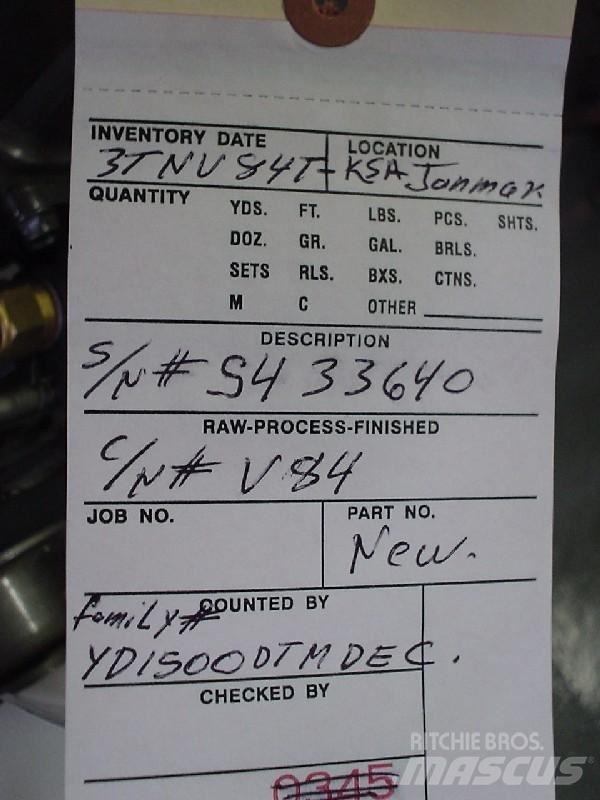 INVENTORY DATE LOCATION
3TNV84T-KSA Janmar
QUANTITY YDS. FT. LBS. PCS. SHTS.
DOZ. GR. GAL. BRLS.
SETS RLS. BXS. CTNS.
M C OTHER
DESCRIPTION
S/N# S4 33640
RAW-PROCESS-FINISHED
C/N# V84
JOB NO. PART NO.
New.
COUNTED BY
family#
YD1500DTMDEC.
CHECKED BY
0345
RITCHIE BROS.
MASCUS